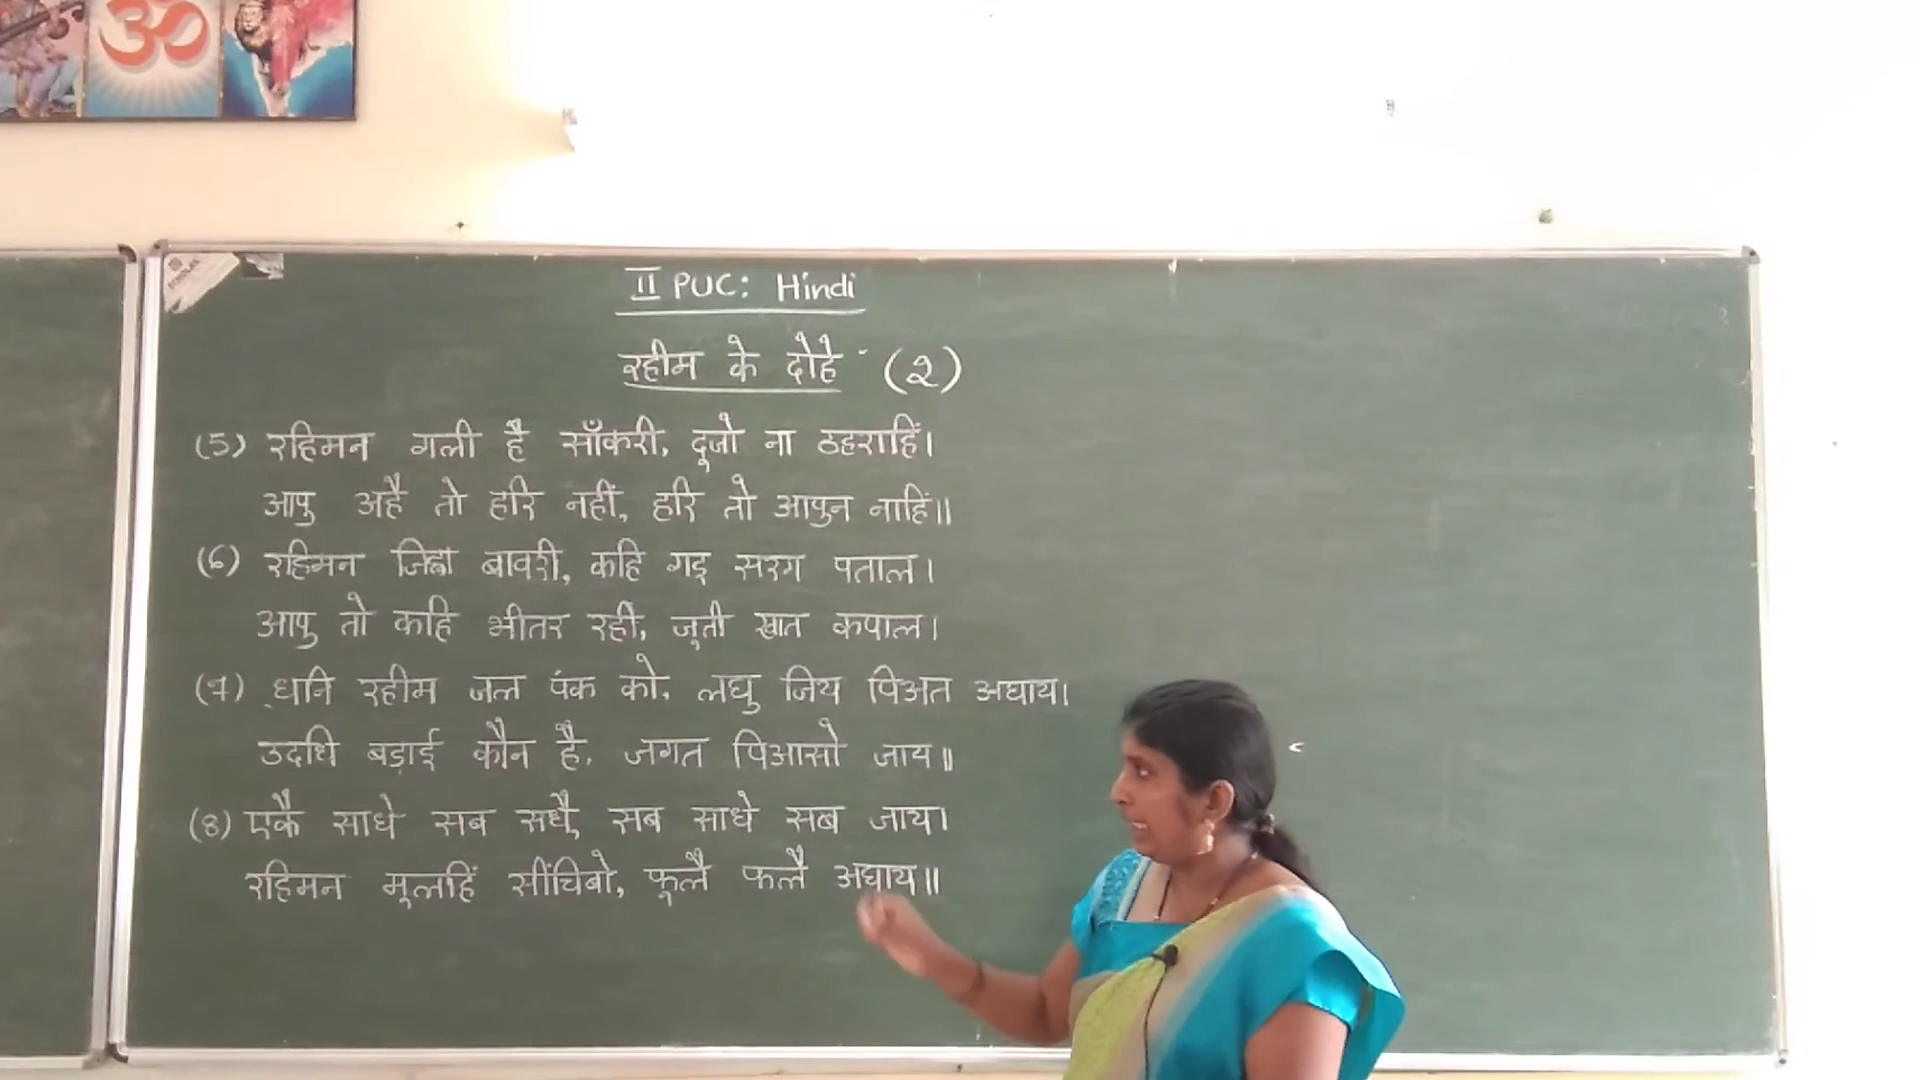 ॐ
II PUC: Hindi
रहीम के दोहे - (२)
(5) रहिमन गली है साँकरी, दूजो ना ठहराहिं।
आपु अहै तो हरि नहीं, हरि तो आपुन नाहिं॥
(6) रहिमन जिह्वा बावरी, कहि गइ सरग पताल।
आपु तो कहि भीतर रही, जूती खात कपाल।
(7) धनि रहीम जल पंक को, लघु जिय पिअत अघाय।
उदधि बड़ाई कौन है, जगत पिआसो जाय॥
(8) एकै साधे सब सधै, सब साधे सब जाय।
रहिमन मूलहिं सींचिबो, फूलै फलै अघाय॥